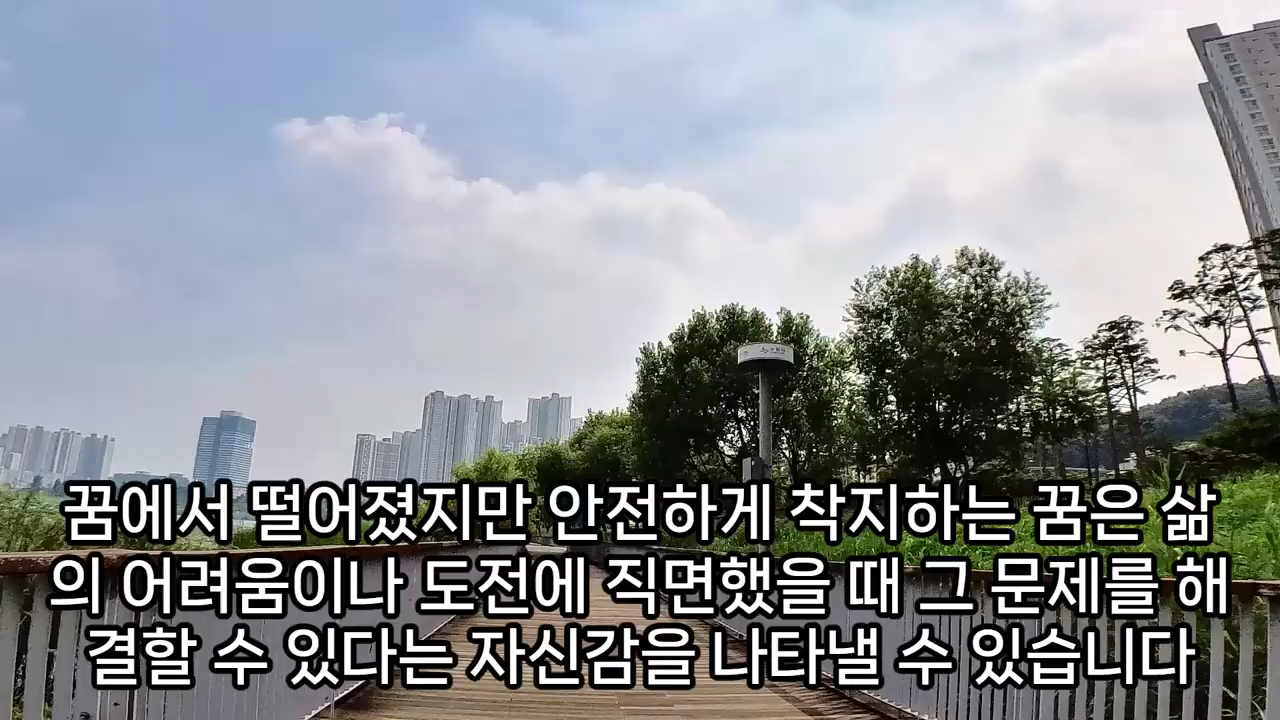 꿈에서 떨어졌지만 안전하게 착지하는 꿈은 삶
의 어려움이나 도전에 직면했을 때 그 문제를 해
결할 수 있다는 자신감을 나타낼 수 있습니다